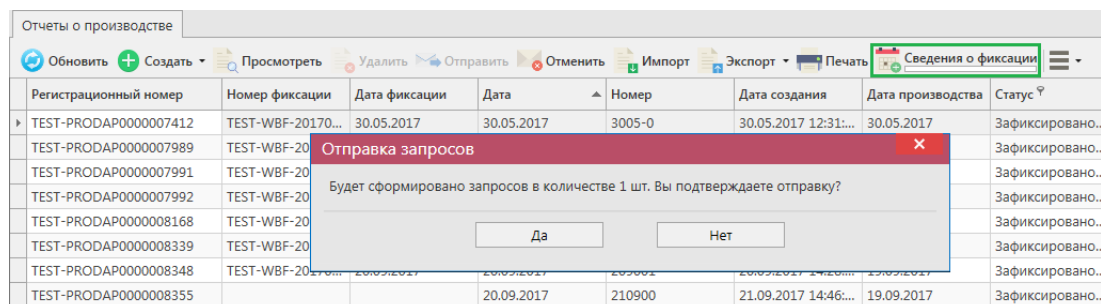 Отчеты о производстве
Обновить Создать Просмотреть Удалить Отправить Отменить Импорт Экспорт Печать Сведения о фиксации
Регистрационный номер Номер фиксации Дата фиксации Дата Номер Дата создания Дата производства Статус
TEST-PRODAP0000007412 TEST-WBF-20170... 30.05.2017 30.05.2017 3005-0 30.05.2017 12:31:... 30.05.2017 Зафиксировано...
Отправка запросов
TEST-PRODAP0000007989 TEST-WBF-20 Зафиксировано...
TEST-PRODAP0000007991 TEST-WBF-20 Зафиксировано...
Будет сформировано запросов в количестве 1 шт. Вы подтверждаете отправку?
TEST-PRODAP0000007992 TEST-WBF-20 Зафиксировано...
TEST-PRODAP0000008168 TEST-WBF-20 Зафиксировано...
Да Нет
TEST-PRODAP0000008339 TEST-WBF-20 Зафиксировано...
TEST-PRODAP0000008348 TEST-WBF-20170... Зафиксировано...
TEST-PRODAP0000008355 20.09.2017 210900 21.09.2017 14:46:... 19.09.2017 Зафиксировано...